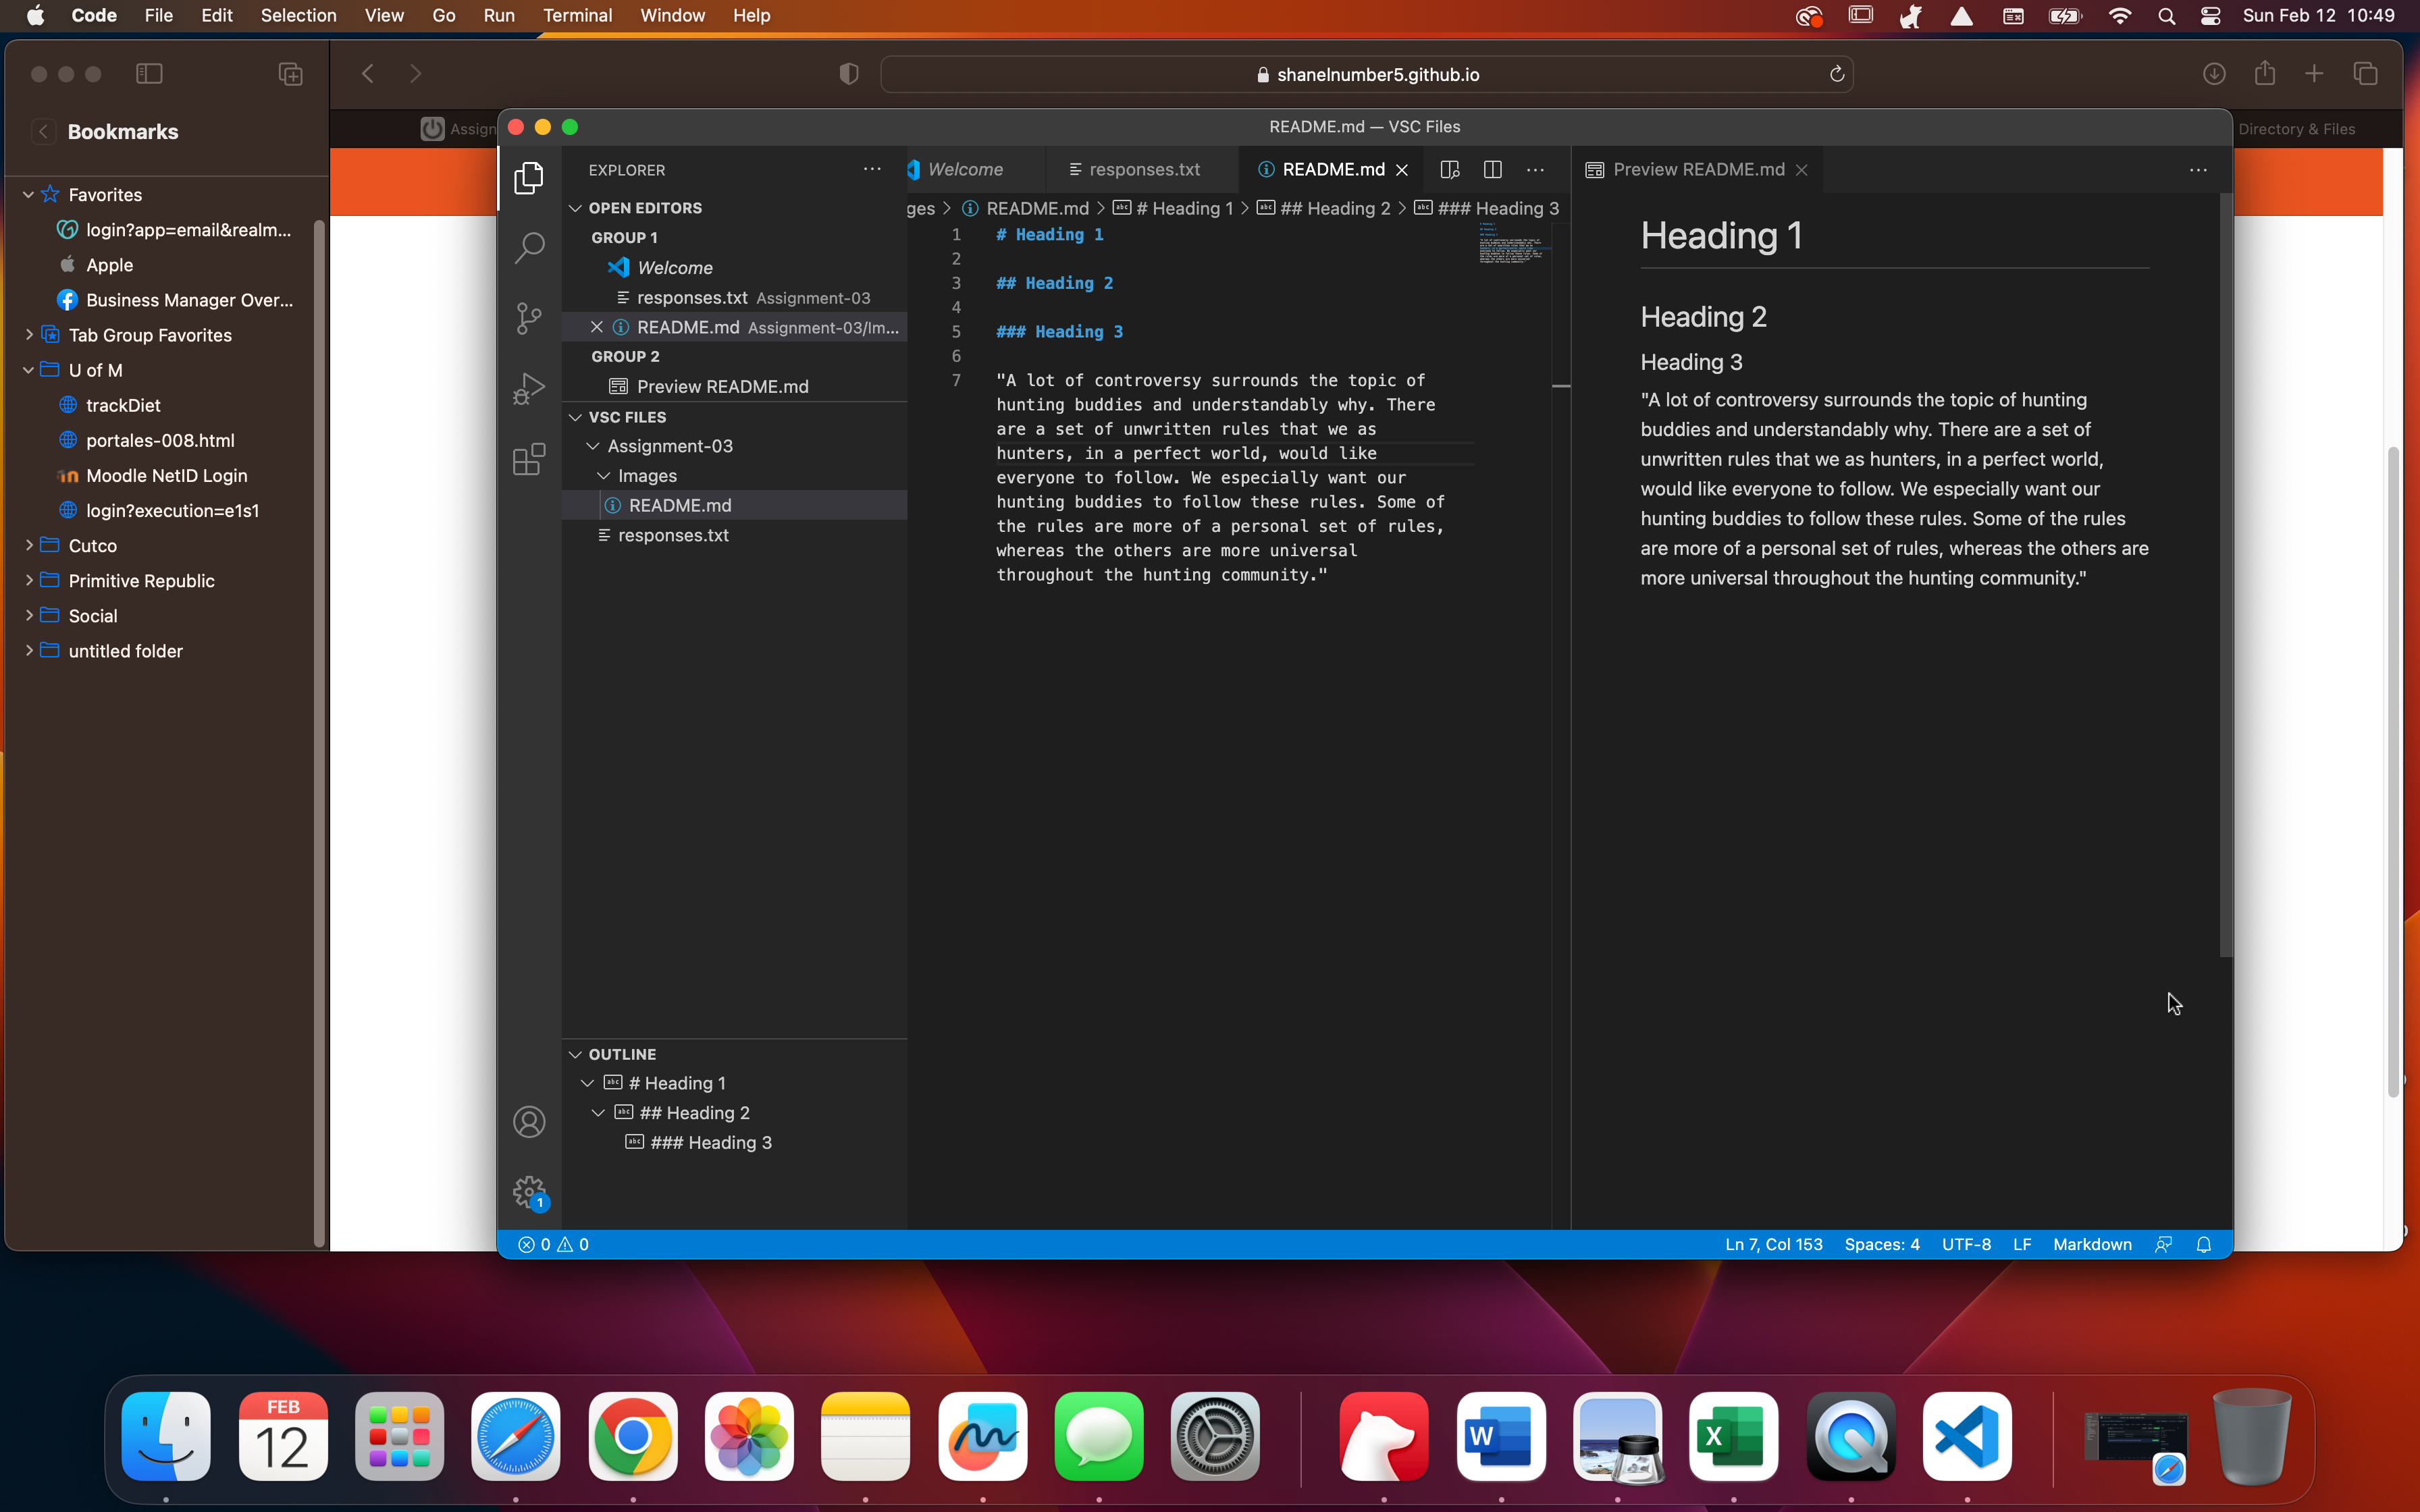 Code File Edit Selection View Go Run Terminal Window Help
Sun Feb 12 10:49
shanelnumber5.github.io
Bookmarks
Assign
Directory & Files
Favorites
login?app=email&realm...
Apple
Business Manager Over...
Tab Group Favorites
U of M
trackDiet
portales-008.html
Moodle NetID Login
login?execution=e1s1
Cutco
Primitive Republic
Social
untitled folder
README.md — VSC Files
EXPLORER
OPEN EDITORS
GROUP 1
Welcome
responses.txt Assignment-03
README.md Assignment-03/Im...
GROUP 2
Preview README.md
VSC FILES
Assignment-03
Images
README.md
responses.txt
OUTLINE
# Heading 1
## Heading 2
### Heading 3
1
Welcome
responses.txt
README.md
ges > README.md > # Heading 1 > ## Heading 2 > ### Heading 3
1 # Heading 1
2
3 ## Heading 2
4
5 ### Heading 3
6
7 "A lot of controversy surrounds the topic of
hunting buddies and understandably why. There
are a set of unwritten rules that we as
hunters, in a perfect world, would like
everyone to follow. We especially want our
hunting buddies to follow these rules. Some of
the rules are more of a personal set of rules,
whereas the others are more universal
throughout the hunting community."
Preview README.md
Heading 1
Heading 2
Heading 3
"A lot of controversy surrounds the topic of hunting
buddies and understandably why. There are a set of
unwritten rules that we as hunters, in a perfect world,
would like everyone to follow. We especially want our
hunting buddies to follow these rules. Some of the rules
are more of a personal set of rules, whereas the others are
more universal throughout the hunting community."
0 0
Ln 7, Col 153 Spaces: 4 UTF-8 LF Markdown
FEB
12
W
X